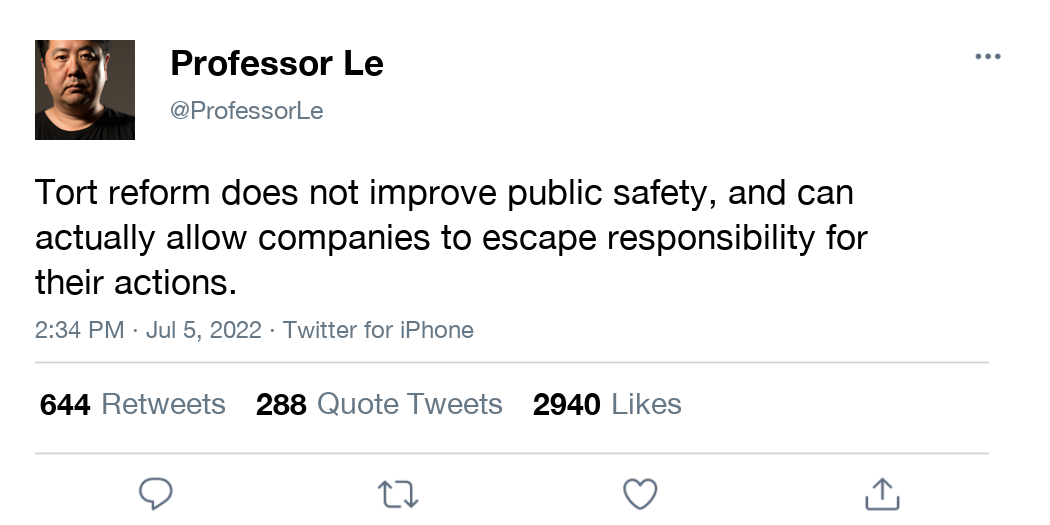 Professor Le
@ProfessorLe
Tort reform does not improve public safety, and can
actually allow companies to escape responsibility for
their actions.
2:34 PM · Jul 5, 2022 · Twitter for iPhone
644 Retweets 288 Quote Tweets 2940 Likes